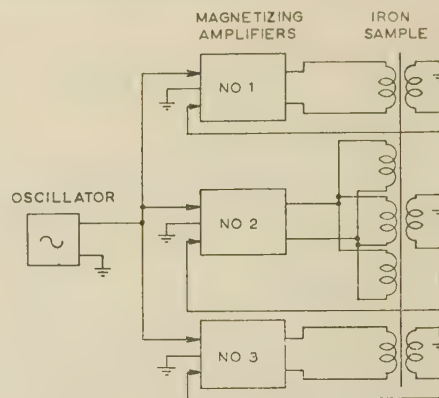 MAGNETIZING
AMPLIFIERS
IRON
SAMPLE
NO 1
OSCILLATOR
NO 2
NO 3